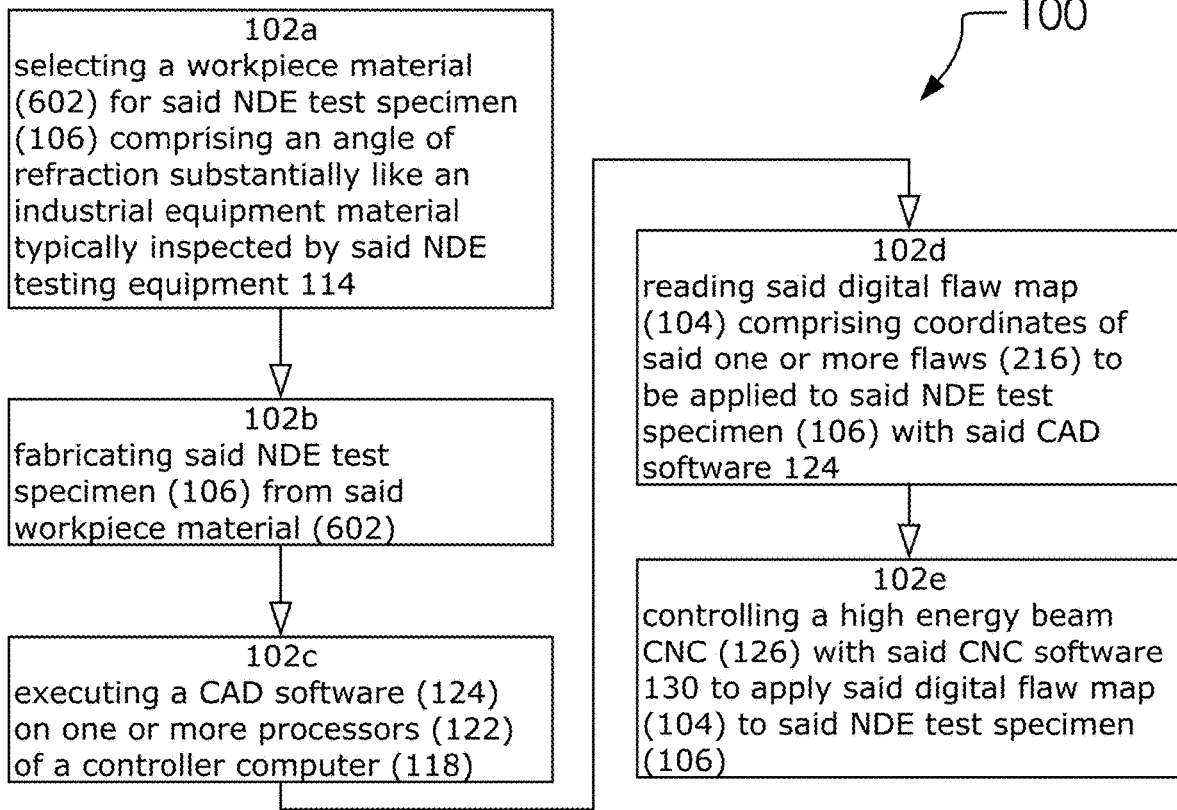 100
102a
selecting a workpiece material
(602) for said NDE test specimen
(106) comprising an angle of
refraction substantially like an
industrial equipment material
typically inspected by said NDE
testing equipment 114
102b
fabricating said NDE test
specimen (106) from said
workpiece material (602)
102c
executing a CAD software (124)
on one or more processors (122)
of a controller computer (118)
102d
reading said digital flaw map
(104) comprising coordinates of
said one or more flaws (216) to
be applied to said NDE test
specimen (106) with said CAD
software 124
102e
controlling a high energy beam
CNC (126) with said CNC software
130 to apply said digital flaw map
(104) to said NDE test specimen
(106)